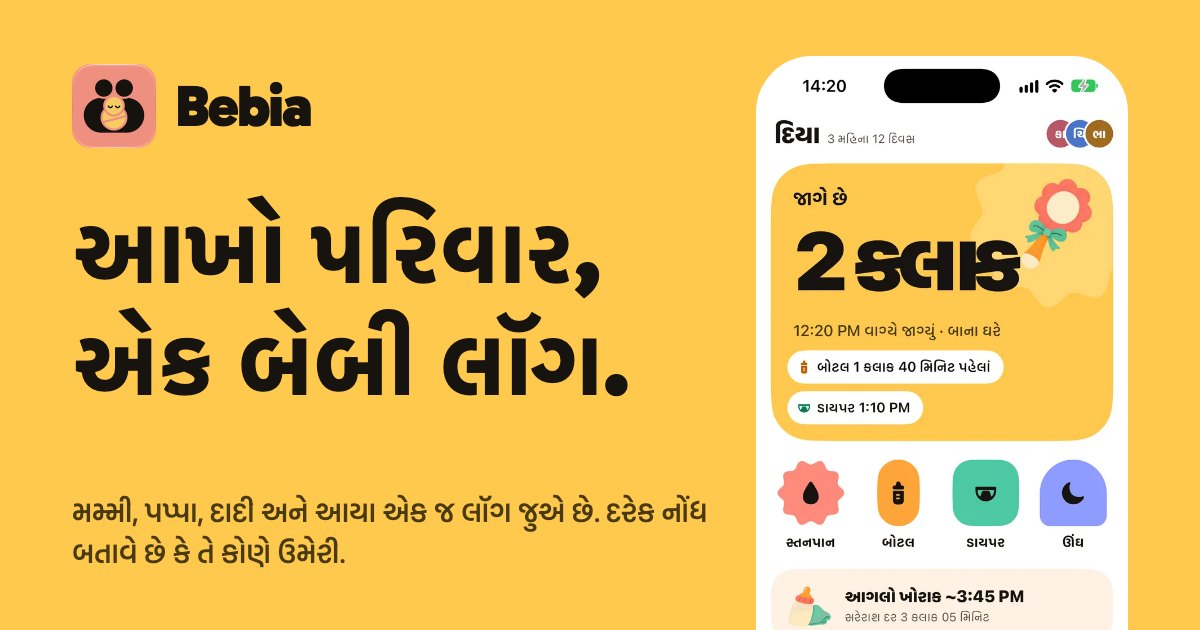 Bebia
આખો પરિવાર,
એક બેબી લૉગ.
મમ્મી, પપ્પા, દાદી અને આયા એક જ લૉગ જુએ છે. દરેક નોંધ
બતાવે છે કે તે કોણે ઉમેરી.
14:20
દિયા 3 મહિના 12 દિવસ
ભા
જાગે છે
2 કલાક
12:20 PM વાગ્યે જાગ્યું · બાના ઘરે
બોટલ 1 કલાક 40 મિનિટ પહેલાં
ડાયપર 1:10 PM
સ્તનપાન બોટલ ડાયપર ઊંઘ
આગલો ખોરાક ~3:45 PM
સરેરાશ દર 3 કલાક 05 મિનિટ